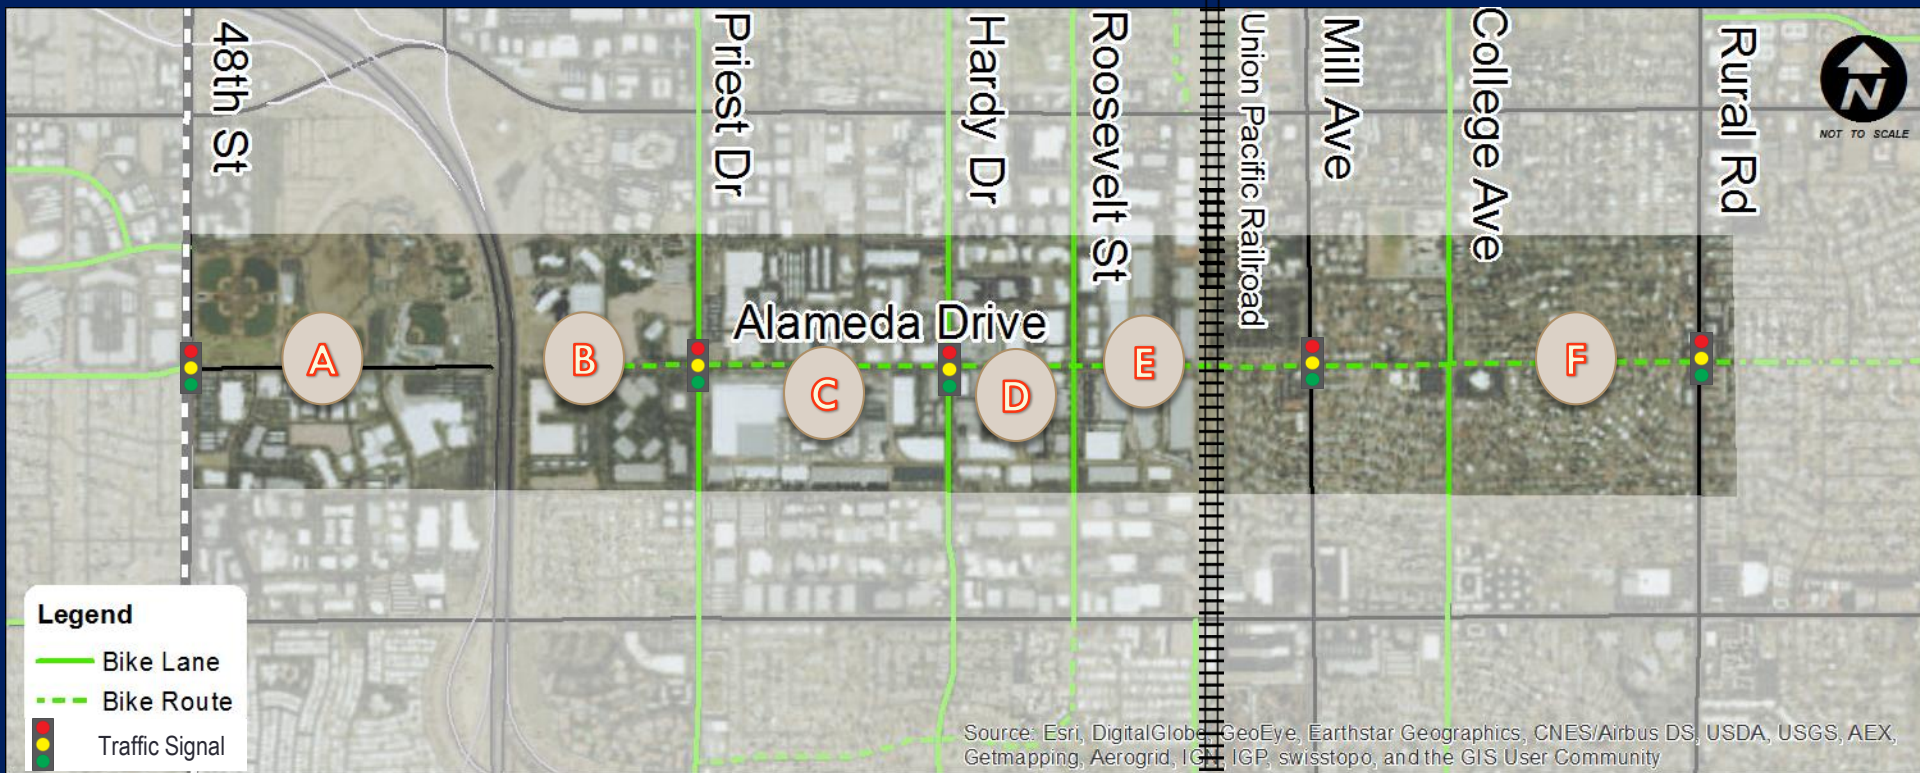 48th St
Priest Dr
Hardy Dr
Roosevelt St
Union Pacific Railroad
Mill Ave
College Ave
Rural Rd
N
NOT TO SCALE
Alameda Drive
A
B
C
D
E
F
Legend
Bike Lane
Bike Route
Traffic Signal
Source: Esri, DigitalGlobe, GeoEye, Earthstar Geographics, CNES/Airbus DS, USDA, USGS, AEX,
Getmapping, Aerogrid, IGN, IGP, swisstopo, and the GIS User Community